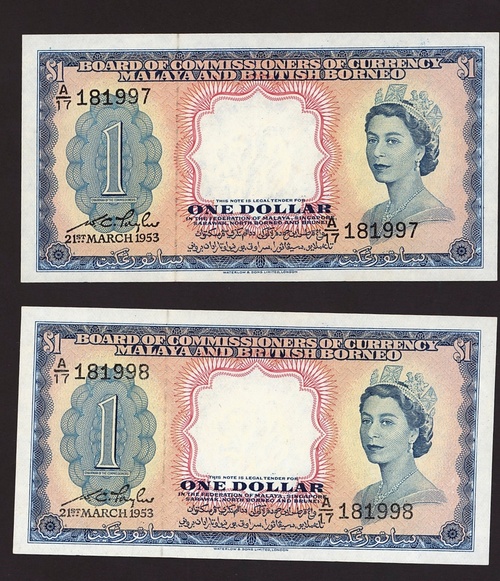 $1 BOARD OF COMMISSIONERS OF CURRENCY $1
MALAYA AND BRITISH BORNEO
A/17 181997
1
THIS NOTE IS LEGAL TENDER FOR
ONE DOLLAR
IN THE FEDERATION OF MALAYA, SINGAPORE
SARAWAK, NORTH BORNEO AND BRUNEI
A/17 181997
W.C. Taylor
21ST MARCH 1953
WATERLOW & SONS LIMITED, LONDON
$1 BOARD OF COMMISSIONERS OF CURRENCY $1
MALAYA AND BRITISH BORNEO
A/17 181998
1
THIS NOTE IS LEGAL TENDER FOR
ONE DOLLAR
IN THE FEDERATION OF MALAYA, SINGAPORE
SARAWAK, NORTH BORNEO AND BRUNEI
A/17 181998
W.C. Taylor
21ST MARCH 1953
WATERLOW & SONS LIMITED, LONDON